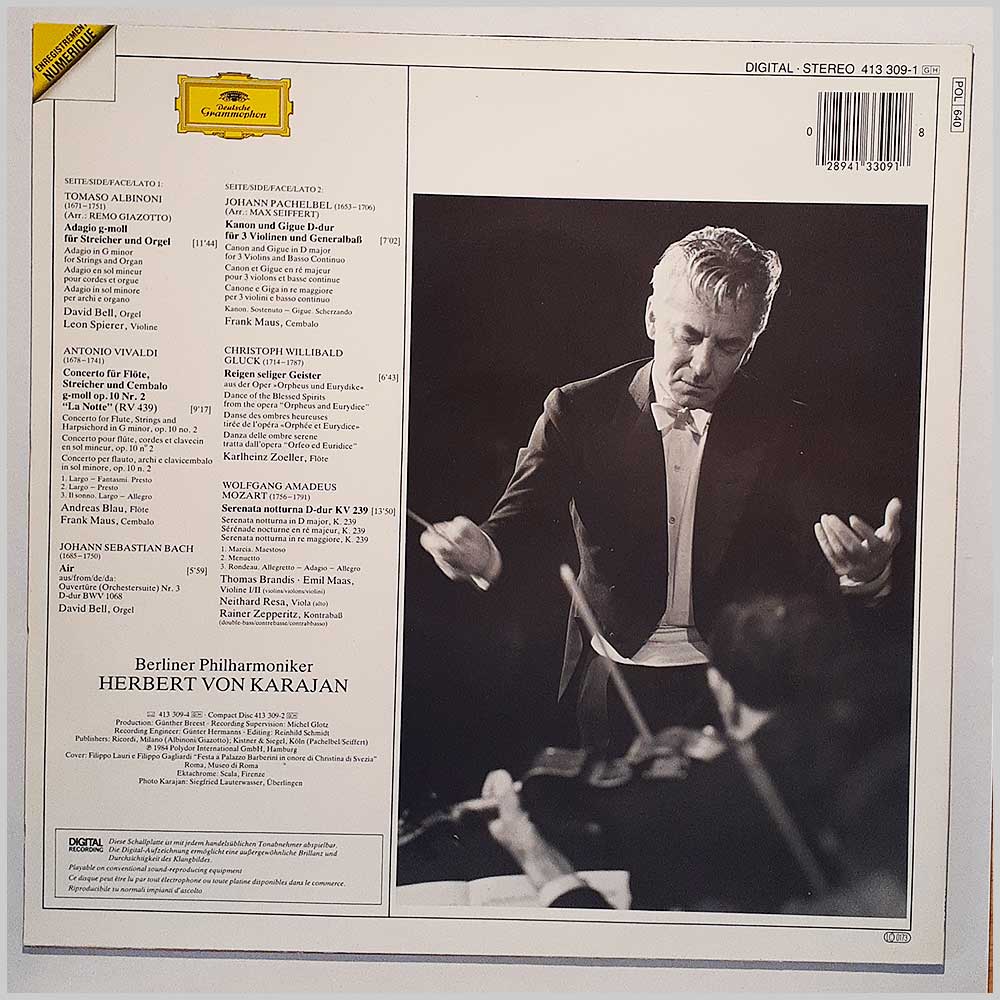 ENREGISTREMENT
NUMERIQUE
Deutsche
Grammophon
DIGITAL · STEREO 413 309-1 GH
POL 640
0 28941 33091 8
SEITE/SIDE/FACE/LATO 1:
TOMASO ALBINONI
(1671–1751)
(Arr.: REMO GIAZOTTO)
Adagio g-moll
für Streicher und Orgel [11'44]
Adagio in G minor
for Strings and Organ
Adagio en sol mineur
pour cordes et orgue
Adagio in sol minore
per archi e organo
David Bell, Orgel
Leon Spierer, Violine
ANTONIO VIVALDI
(1678–1741)
Concerto für Flöte,
Streicher und Cembalo
g-moll op. 10 Nr. 2
“La Notte” (RV 439) [9'17]
Concerto for Flute, Strings and
Harpsichord in G minor, op. 10 no. 2
Concerto pour flûte, cordes et clavecin
en sol mineur, op. 10 n° 2
Concerto per flauto, archi e clavicembalo
in sol minore, op. 10 n. 2
1. Largo – Fantasmi. Presto
2. Largo – Presto
3. Il sonno. Largo – Allegro
Andreas Blau, Flöte
Frank Maus, Cembalo
JOHANN SEBASTIAN BACH
(1685–1750)
Air [5'59]
aus/from/de/da:
Ouvertüre (Orchestersuite) Nr. 3
D-dur BWV 1068
David Bell, Orgel
SEITE/SIDE/FACE/LATO 2:
JOHANN PACHELBEL (1653–1706)
(Arr.: MAX SEIFFERT)
Kanon und Gigue D-dur
für 3 Violinen und Generalbaß [7'02]
Canon and Gigue in D major
for 3 Violins and Basso Continuo
Canon et Gigue en ré majeur
pour 3 violons et basse continue
Canone e Giga in re maggiore
per 3 violini e basso continuo
Kanon. Sostenuto – Gigue. Scherzando
Frank Maus, Cembalo
CHRISTOPH WILLIBALD
GLUCK (1714–1787)
Reigen seliger Geister [6'43]
aus der Oper »Orpheus und Eurydike«
Dance of the Blessed Spirits
from the opera “Orpheus and Eurydice”
Danse des ombres heureuses
tirée de l'opéra «Orphée et Eurydice»
Danza delle ombre serene
tratta dall'opera “Orfeo ed Euridice”
Karlheinz Zoeller, Flöte
WOLFGANG AMADEUS
MOZART (1756–1791)
Serenata notturna D-dur KV 239 [13'50]
Serenata notturna in D major, K. 239
Sérénade nocturne en ré majeur, K. 239
Serenata notturna in re maggiore, K. 239
1. Marcia. Maestoso
2. Menuetto
3. Rondeau. Allegretto – Adagio – Allegro
Thomas Brandis · Emil Maas,
Violine I/II (violins/violons/violini)
Neithard Resa, Viola (alto)
Rainer Zepperitz, Kontrabaß
(double-bass/contrebasse/contrabbasso)
Berliner Philharmoniker
HERBERT VON KARAJAN
413 309-4 GH · Compact Disc 413 309-2 GH
Production: Günther Breest · Recording Supervision: Michel Glotz
Recording Engineer: Günter Hermanns · Editing: Reinhild Schmidt
Publishers: Ricordi, Milano (Albinoni/Giazotto); Kistner & Siegel, Köln (Pachelbel/Seiffert)
℗ 1984 Polydor International GmbH, Hamburg
Cover: Filippo Lauri e Filippo Gagliardi “Festa a Palazzo Barberini in onore di Christina di Svezia”
Roma, Museo di Roma
Ektachrome: Scala, Firenze
Photo Karajan: Siegfried Lauterwasser, Überlingen
DIGITAL
RECORDING
Diese Schallplatte ist mit jedem handelsüblichen Tonabnehmer abspielbar.
Die Digital-Aufzeichnung ermöglicht eine außergewöhnliche Brillanz und
Durchsichtigkeit des Klangbildes.
Playable on conventional sound-reproducing equipment
Ce disque peut être lu par tout électrophone ou toute platine disponibles dans le commerce.
Riproducibile su normali impianti d'ascolto
0173